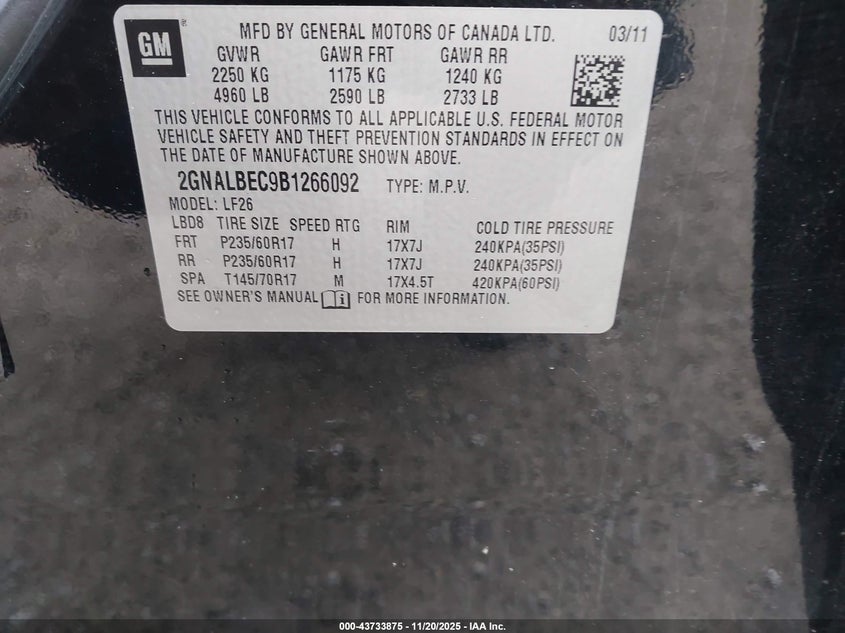 GM
MFD BY GENERAL MOTORS OF CANADA LTD. 03/11
GVWR GAWR FRT GAWR RR
2250 KG 1175 KG 1240 KG
4960 LB 2590 LB 2733 LB
THIS VEHICLE CONFORMS TO ALL APPLICABLE U.S. FEDERAL MOTOR
VEHICLE SAFETY AND THEFT PREVENTION STANDARDS IN EFFECT ON
THE DATE OF MANUFACTURE SHOWN ABOVE.
2GNALBEC9B1266092 TYPE: M.P.V.
MODEL: LF26
LBD8 TIRE SIZE SPEED RTG RIM COLD TIRE PRESSURE
FRT P235/60R17 H 17X7J 240KPA(35PSI)
RR P235/60R17 H 17X7J 240KPA(35PSI)
SPA T145/70R17 M 17X4.5T 420KPA(60PSI)
SEE OWNER'S MANUAL i FOR MORE INFORMATION.
000-43733875 - 11/20/2025 - IAA Inc.